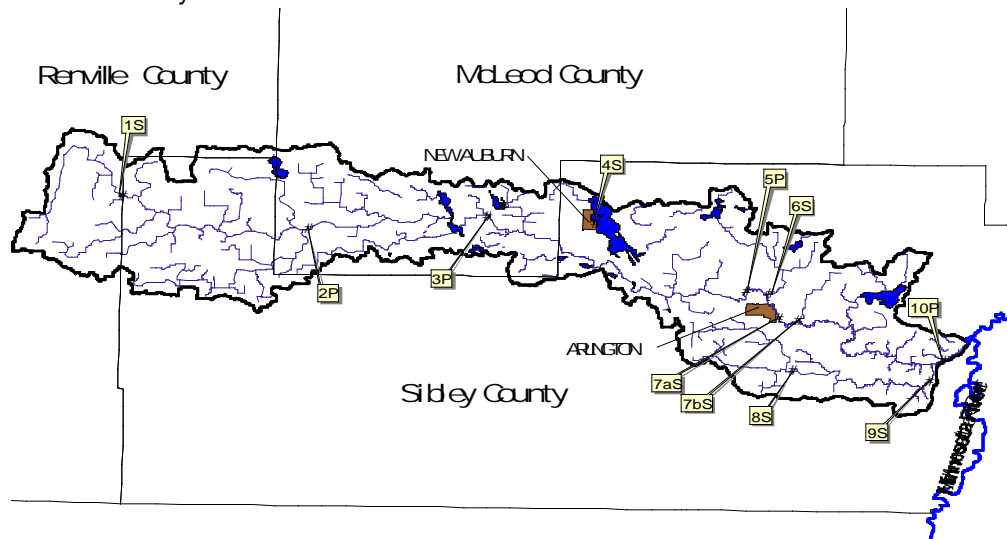 Renville County
McLeod County
1S
NEW AUBURN
4S
5P
6S
2P
3P
10P
ARLINGTON
7aS
7bS
8S
9S
Sibley County
Minnesota River